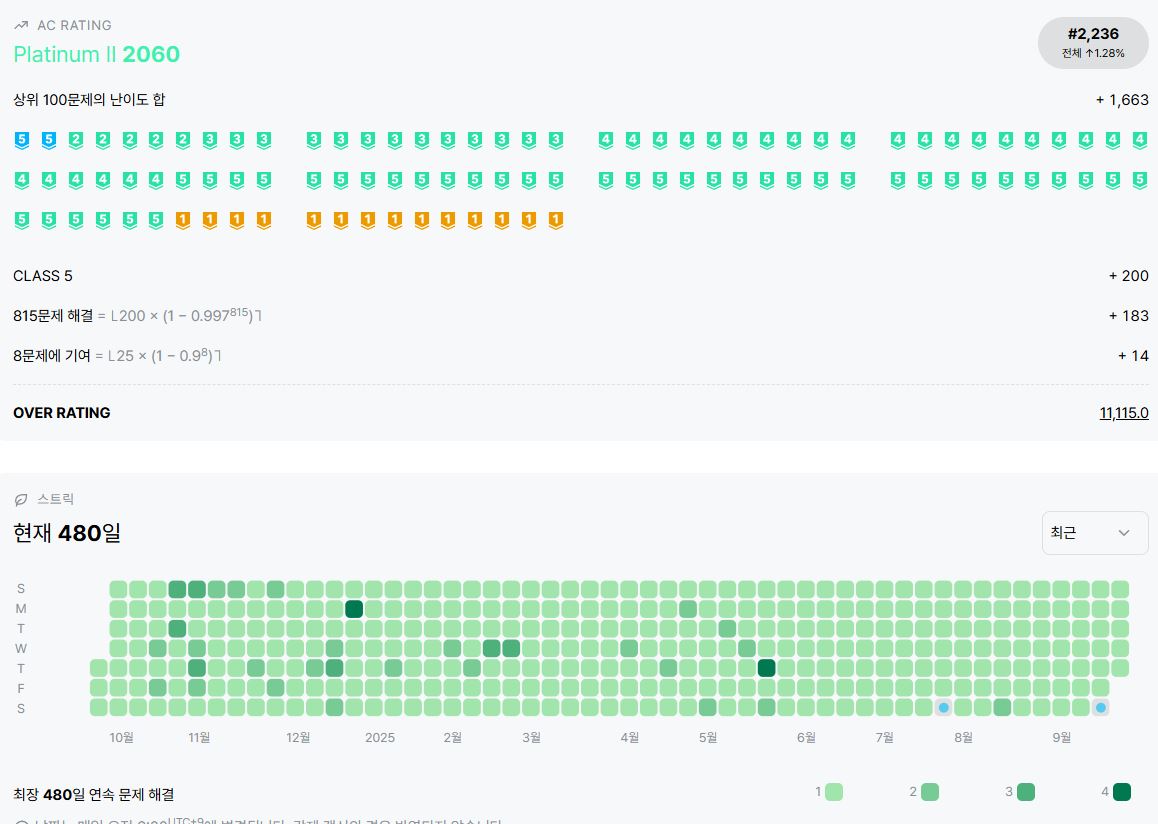 AC RATING
Platinum II 2060
#2,236
전체 ↑1.28%
상위 100문제의 난이도 합 + 1,663
5 5 2 2 2 2 2 3 3 3 3 3 3 3 3 3 3 3 3 3 4 4 4 4 4 4 4 4 4 4 4 4 4 4 4 4 4 4 4 4
4 4 4 4 4 4 5 5 5 5 5 5 5 5 5 5 5 5 5 5 5 5 5 5 5 5 5 5 5 5 5 5 5 5 5 5 5 5 5 5
5 5 5 5 5 5 1 1 1 1 1 1 1 1 1 1 1 1 1 1
CLASS 5 + 200
815문제 해결 = ⌊200 × (1 − 0.997^815)⌉ + 183
8문제에 기여 = ⌊25 × (1 − 0.9^8)⌉ + 14
OVER RATING 11,115.0
스트릭
현재 480일
최근
S
M
T
W
T
F
S
10월 11월 12월 2025 2월 3월 4월 5월 6월 7월 8월 9월
최장 480일 연속 문제 해결
1 2 3 4